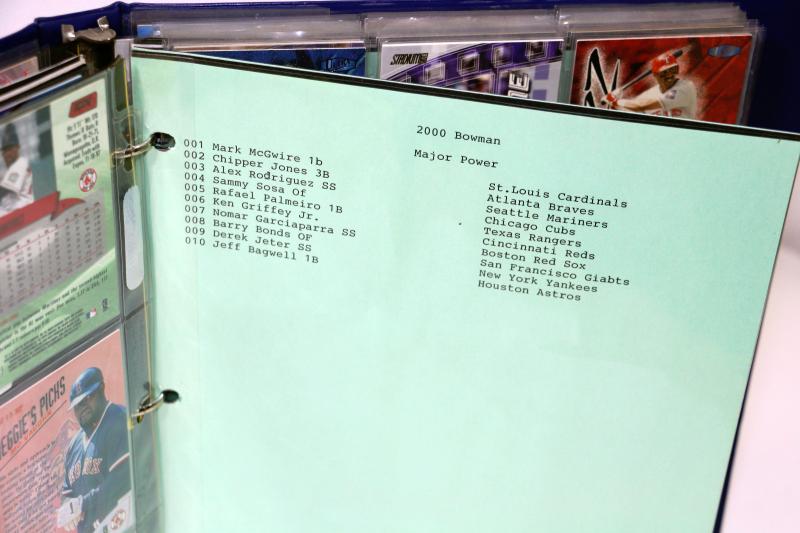 2000 Bowman
Major Power
001 Mark McGwire 1b St.Louis Cardinals
002 Chipper Jones 3B Atlanta Braves
003 Alex Rodriguez SS Seattle Mariners
004 Sammy Sosa Of Chicago Cubs
005 Rafael Palmeiro 1B Texas Rangers
006 Ken Griffey Jr. Cincinnati Reds
007 Nomar Garciaparra SS Boston Red Sox
008 Barry Bonds OF San Francisco Giabts
009 Derek Jeter SS New York Yankees
010 Jeff Bagwell 1B Houston Astros
STADIUM
EGGIE'S PICKS